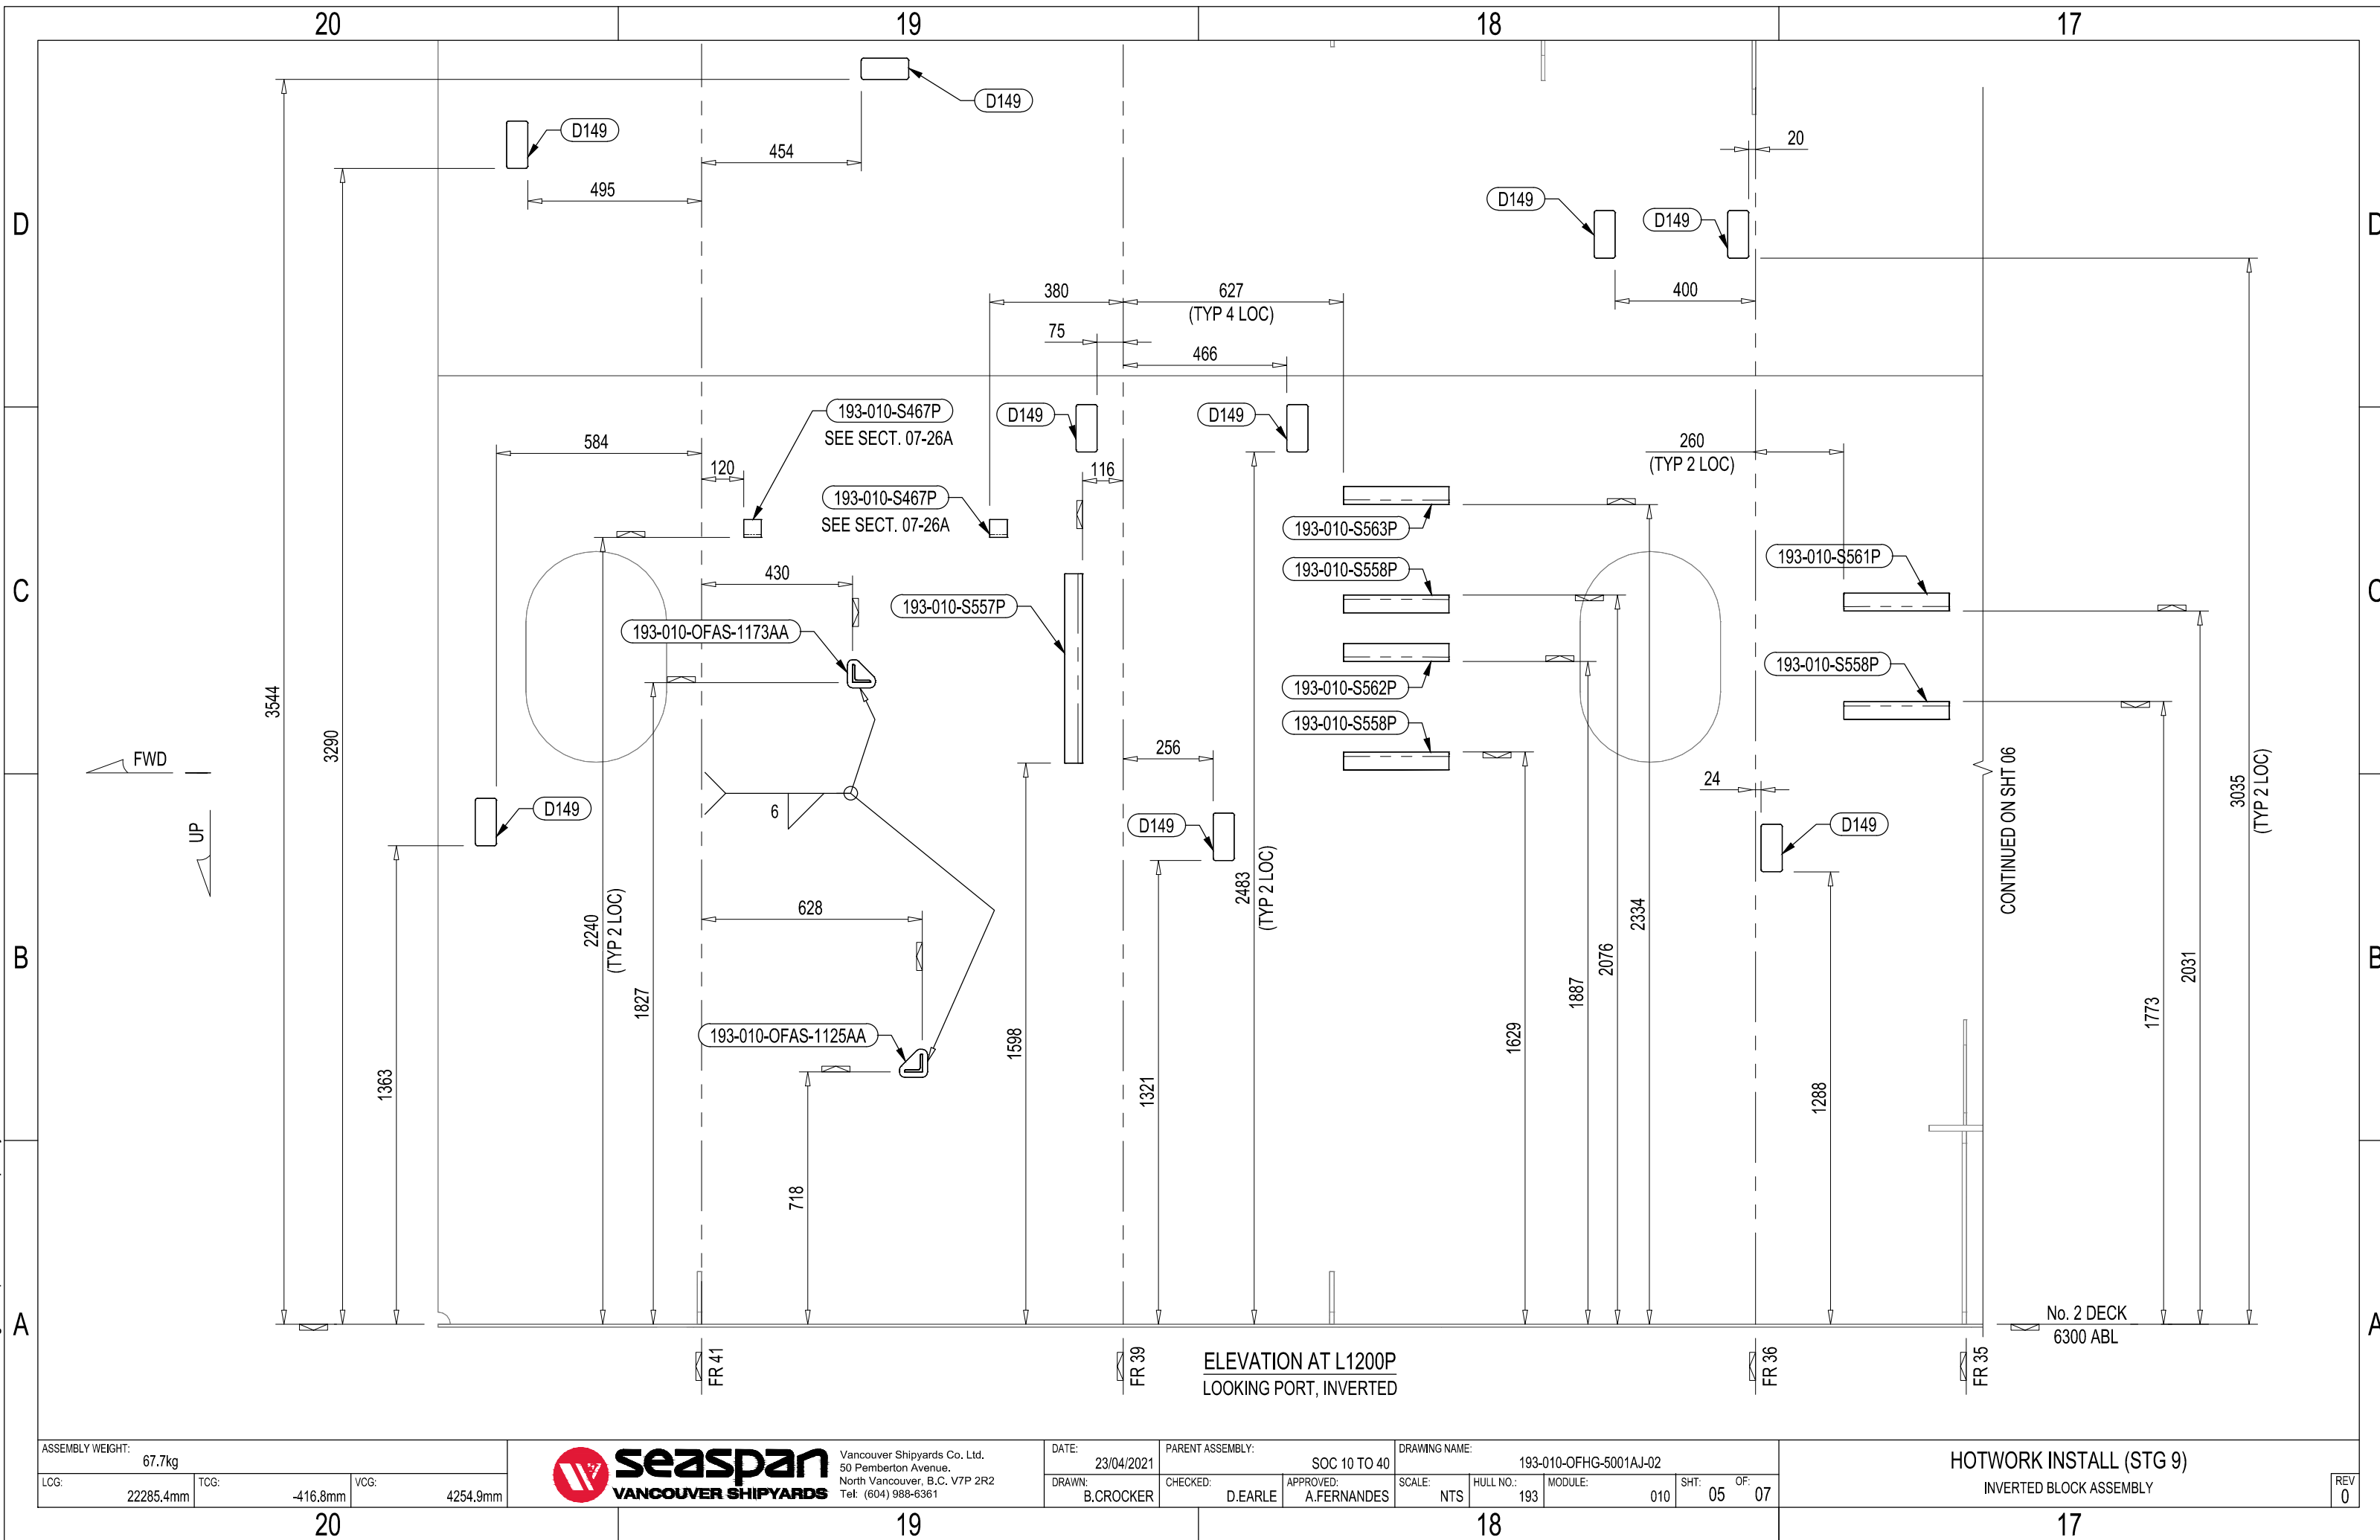 20
19
18
17
D
D
C
C
B
B
A
A
D149
D149
454
495
20
D149
D149
400
380
627
(TYP 4 LOC)
75
466
193-010-S467P
SEE SECT. 07-26A
D149
D149
584
120
116
260
(TYP 2 LOC)
193-010-S467P
SEE SECT. 07-26A
193-010-S563P
193-010-S561P
193-010-S558P
430
193-010-S557P
193-010-OFAS-1173AA
193-010-S562P
193-010-S558P
193-010-S558P
3544
3290
FWD
UP
256
24
CONTINUED ON SHT 06
3035
(TYP 2 LOC)
6
D149
D149
D149
2240
(TYP 2 LOC)
2483
(TYP 2 LOC)
628
2334
2076
1887
2031
1773
1827
193-010-OFAS-1125AA
1598
1629
1363
1321
1288
718
No. 2 DECK
6300 ABL
FR 41
FR 39
FR 36
FR 35
ELEVATION AT L1200P
LOOKING PORT, INVERTED
ASSEMBLY WEIGHT:
67.7kg
LCG:
22285.4mm
TCG:
-416.8mm
VCG:
4254.9mm
seaspan
VANCOUVER SHIPYARDS
Vancouver Shipyards Co. Ltd.
50 Pemberton Avenue.
North Vancouver, B.C. V7P 2R2
Tel: (604) 988-6361
DATE:
23/04/2021
PARENT ASSEMBLY:
SOC 10 TO 40
DRAWING NAME:
193-010-OFHG-5001AJ-02
DRAWN:
B.CROCKER
CHECKED:
D.EARLE
APPROVED:
A.FERNANDES
SCALE:
NTS
HULL NO.:
193
MODULE:
010
SHT:
05
OF:
07
HOTWORK INSTALL (STG 9)
INVERTED BLOCK ASSEMBLY
REV
0
20
19
18
17